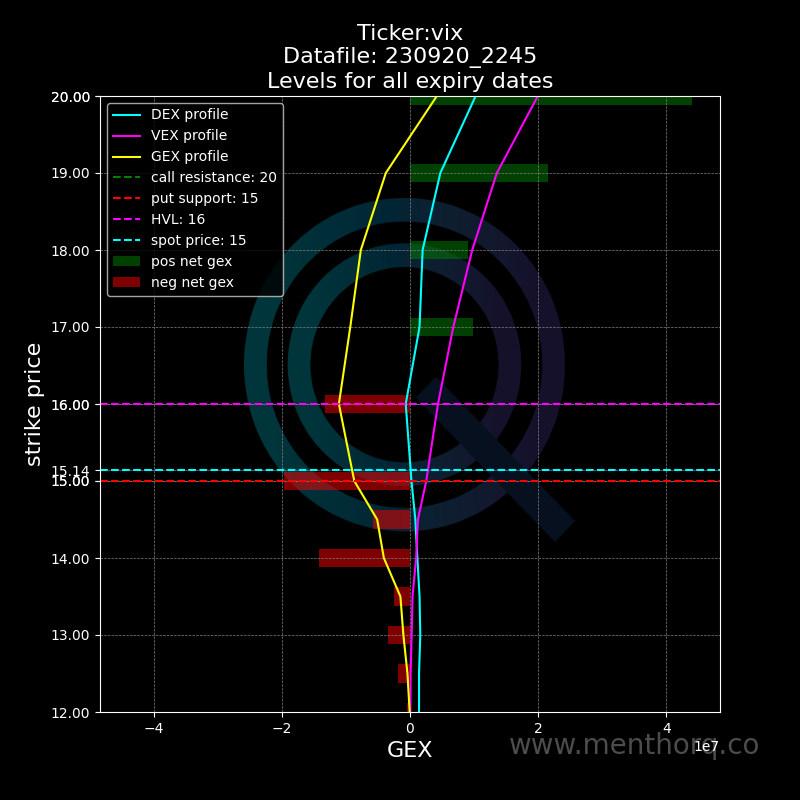 Ticker:vix
Datafile: 230920_2245
Levels for all expiry dates
DEX profile
VEX profile
GEX profile
call resistance: 20
put support: 15
HVL: 16
spot price: 15
pos net gex
neg net gex
strike price
20.00
19.00
18.00
17.00
16.00
15.14
15.00
14.00
13.00
12.00
−4
−2
0
2
4
1e7
GEX
www.menthorq.co